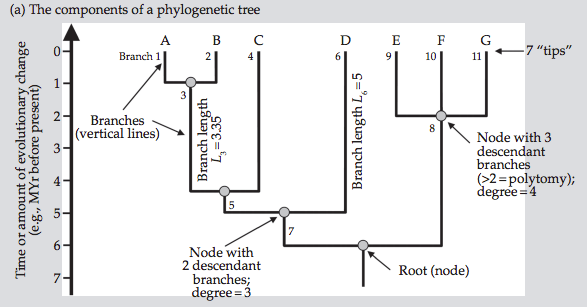 (a) The components of a phylogenetic tree
Time or amount of evolutionary change
(e.g., MYr before present)
0
1
2
3
4
5
6
7
A
B
C
D
E
F
G
Branch 1
2
4
6
9
10
11
7 “tips”
3
Branches
(vertical lines)
Branch length
L3 = 3.35
Branch length L6 = 5
8
Node with 3
descendant
branches
(>2 = polytomy);
degree = 4
5
7
Node with
2 descendant
branches;
degree = 3
Root (node)